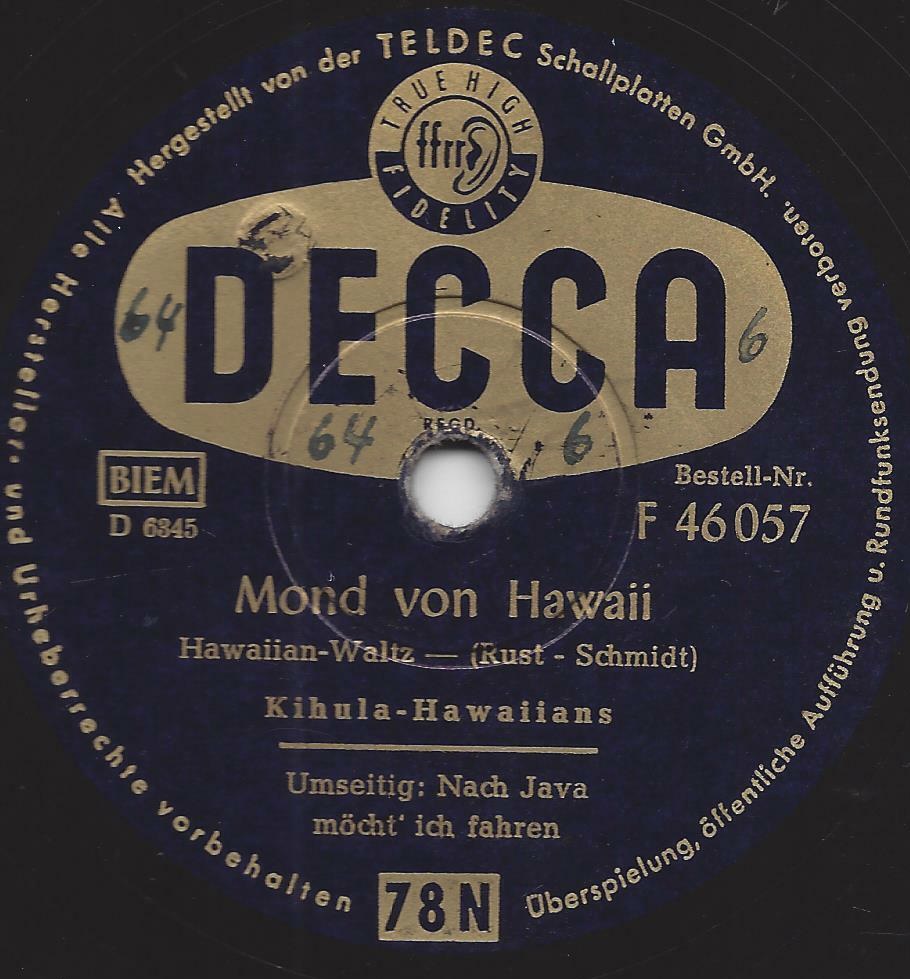 Alle Hersteller- und Urheberrechte vorbehalten
Hergestellt von der TELDEC Schallplatten GmbH.
Überspielung, öffentliche Aufführung u. Rundfunksendung verboten.
TRUE HIGH
ffrr
FIDELITY
DECCA
64
6
REGD.
64
6
BIEM
D 6345
Bestell-Nr.
F 46057
Mond von Hawaii
Hawaiian-Waltz — (Rust - Schmidt)
Kihula-Hawaiians
Umseitig: Nach Java
möcht' ich fahren
78N